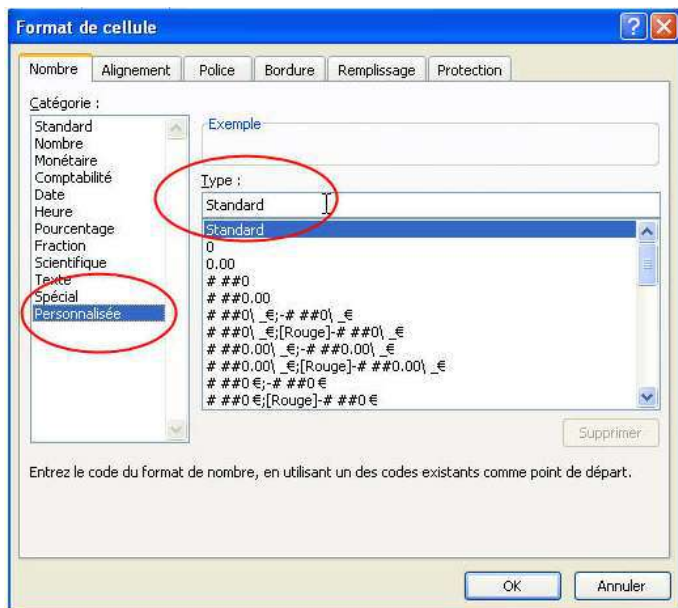 Format de cellule
Nombre Alignement Police Bordure Remplissage Protection
Catégorie :
Standard
Nombre
Monétaire
Comptabilité
Date
Heure
Pourcentage
Fraction
Scientifique
Texte
Spécial
Personnalisée
Exemple
Type :
Standard
Standard
0
0.00
# ##0
# ##0.00
# ##0\ _€;-# ##0\ _€
# ##0\ _€;[Rouge]-# ##0\ _€
# ##0.00\ _€;-# ##0.00\ _€
# ##0.00\ _€;[Rouge]-# ##0.00\ _€
# ##0 €;-# ##0 €
# ##0 €;[Rouge]-# ##0 €
Supprimer
Entrez le code du format de nombre, en utilisant un des codes existants comme point de départ.
OK Annuler